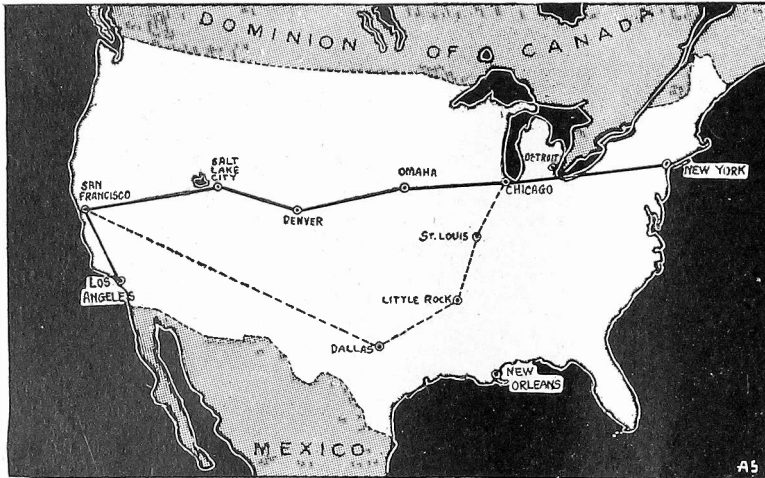 DOMINION OF CANADA
SALT
LAKE
CITY
OMAHA
DETROIT
NEW YORK
SAN
FRANCISCO
CHICAGO
DENVER
ST. LOUIS
LOS
ANGELES
LITTLE ROCK
DALLAS
NEW
ORLEANS
MEXICO
AS